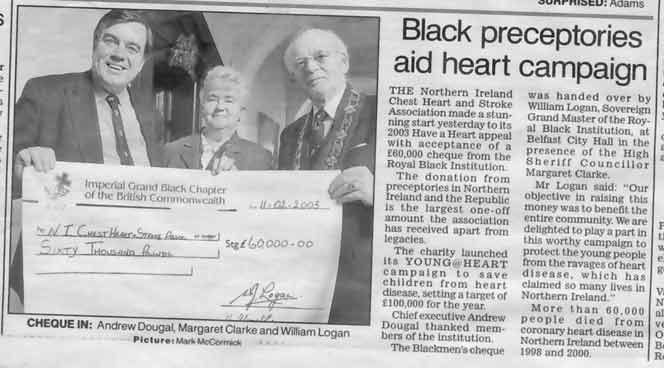 SURPRISED: Adams
Black preceptories
aid heart campaign
THE Northern Ireland
Chest Heart and Stroke
Association made a stun-
ning start yesterday to its
2003 Have a Heart appeal
with acceptance of a
£60,000 cheque from the
Royal Black Institution.
The donation from
preceptories in Northern
Ireland and the Republic
is the largest one-off
amount the association
has received apart from
legacies.
The charity launched
its YOUNG@HEART
campaign to save
children from heart
disease, setting a target of
£100,000 for the year.
Chief executive Andrew
Dougal thanked mem-
bers of the institution.
The Blackmen's cheque
was handed over by
William Logan, Sovereign
Grand Master of the Roy-
al Black Institution, at
Belfast City Hall in the
presence of the High
Sheriff Councillor
Margaret Clarke.
Mr Logan said: "Our
objective in raising this
money was to benefit the
entire community. We are
delighted to play a part in
this worthy campaign to
protect the young people
from the ravages of heart
disease, which has
claimed so many lives in
Northern Ireland."
More than 60,000
people died from
coronary heart disease in
Northern Ireland between
1998 and 2000.
Imperial Grand Black Chapter
of the British Commonwealth
11-02-2003
N.I. CHEST HEART & STROKE ASSOC.
SIXTY THOUSAND POUNDS
Stg £60,000-00
Logan
CHEQUE IN: Andrew Dougal, Margaret Clarke and William Logan
Picture: Mark McCormick